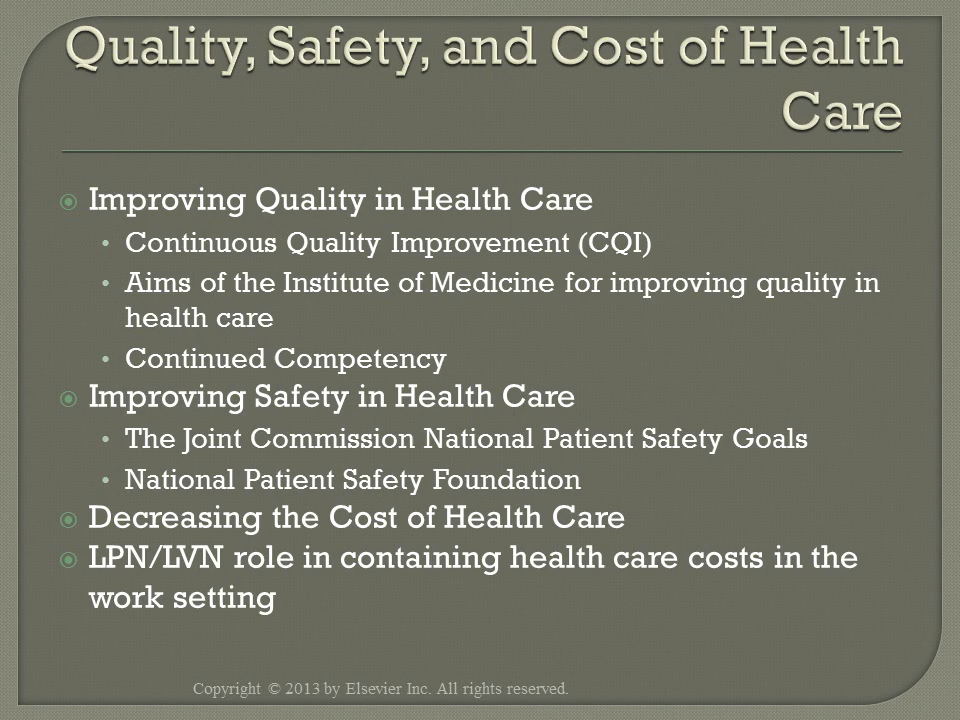 Quality, Safety, and Cost of Health
Care
Improving Quality in Health Care
• Continuous Quality Improvement (CQI)
• Aims of the Institute of Medicine for improving quality in
health care
• Continued Competency
Improving Safety in Health Care
• The Joint Commission National Patient Safety Goals
• National Patient Safety Foundation
Decreasing the Cost of Health Care
LPN/LVN role in containing health care costs in the
work setting
Copyright © 2013 by Elsevier Inc. All rights reserved.